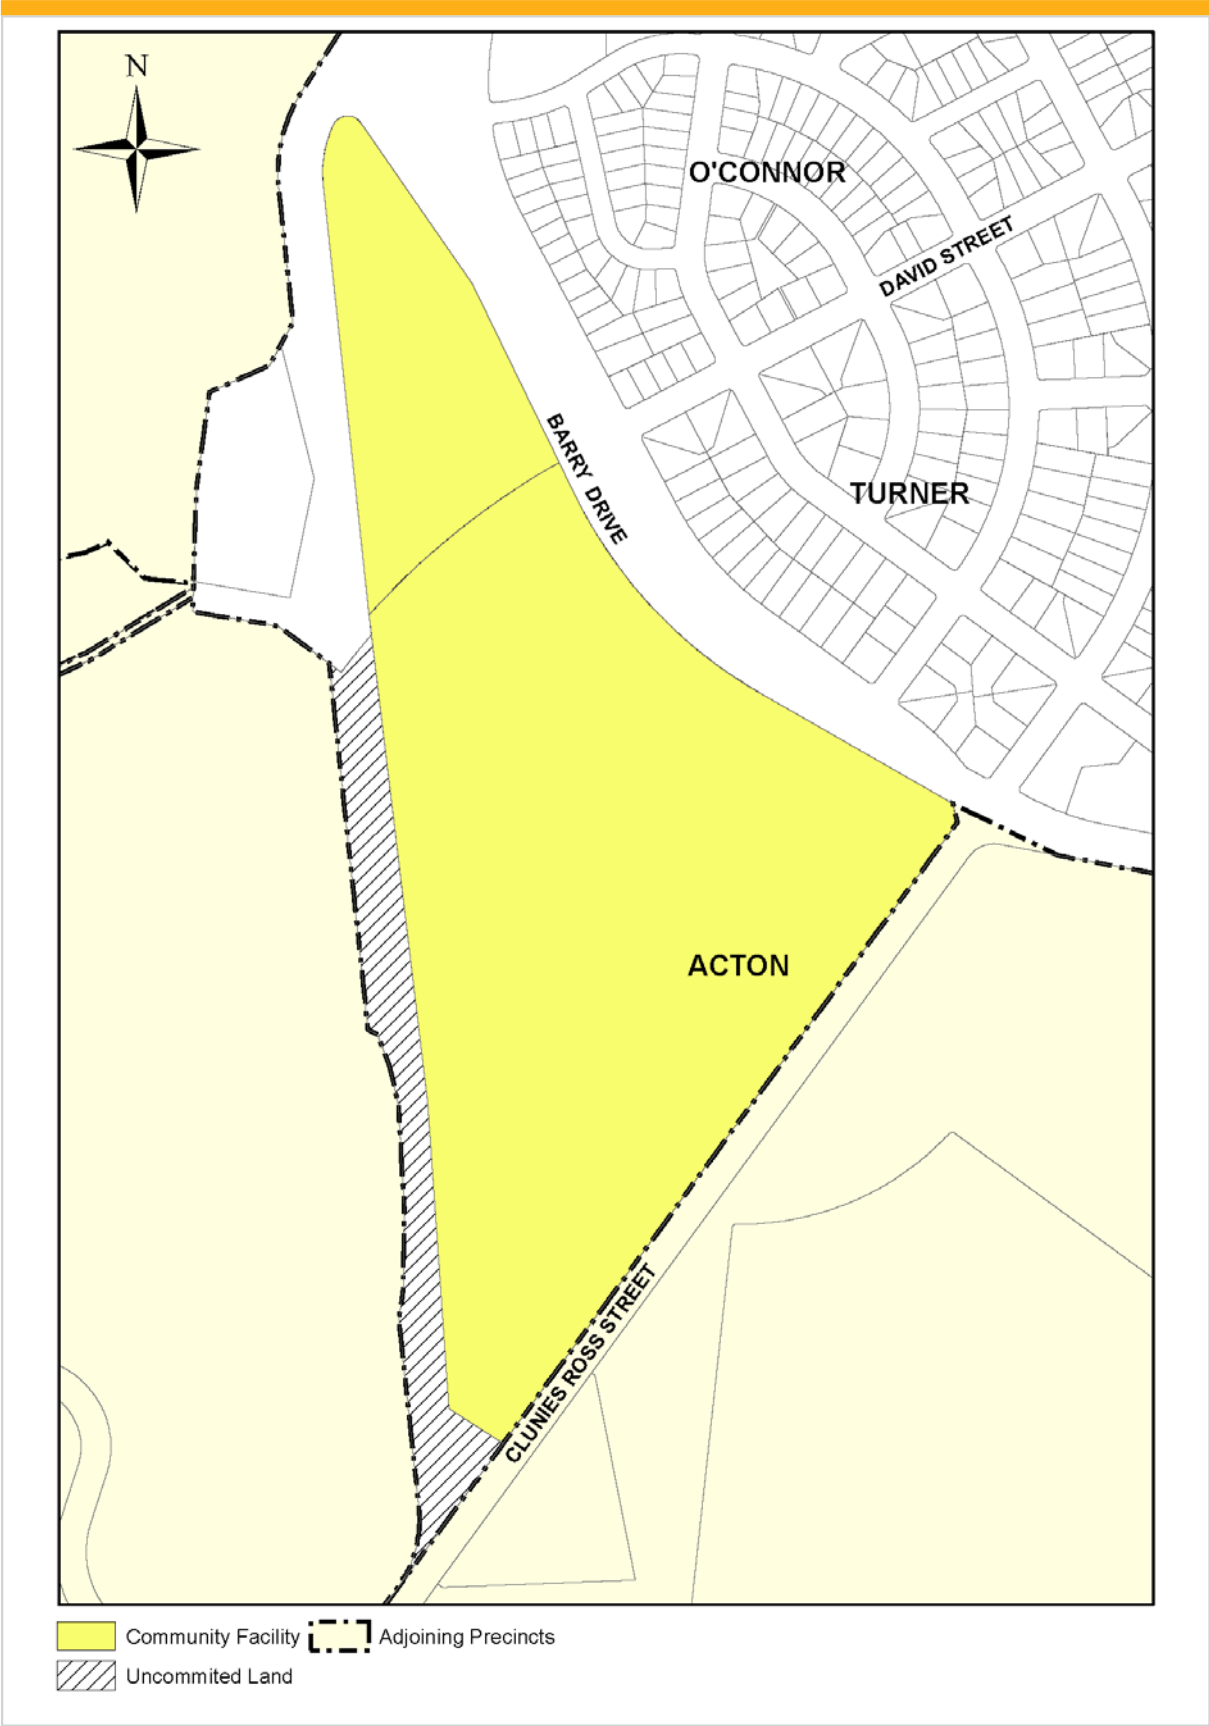 N
O'CONNOR
DAVID STREET
BARRY DRIVE
TURNER
ACTON
CLUNIES ROSS STREET
Community Facility
Adjoining Precincts
Uncommited Land